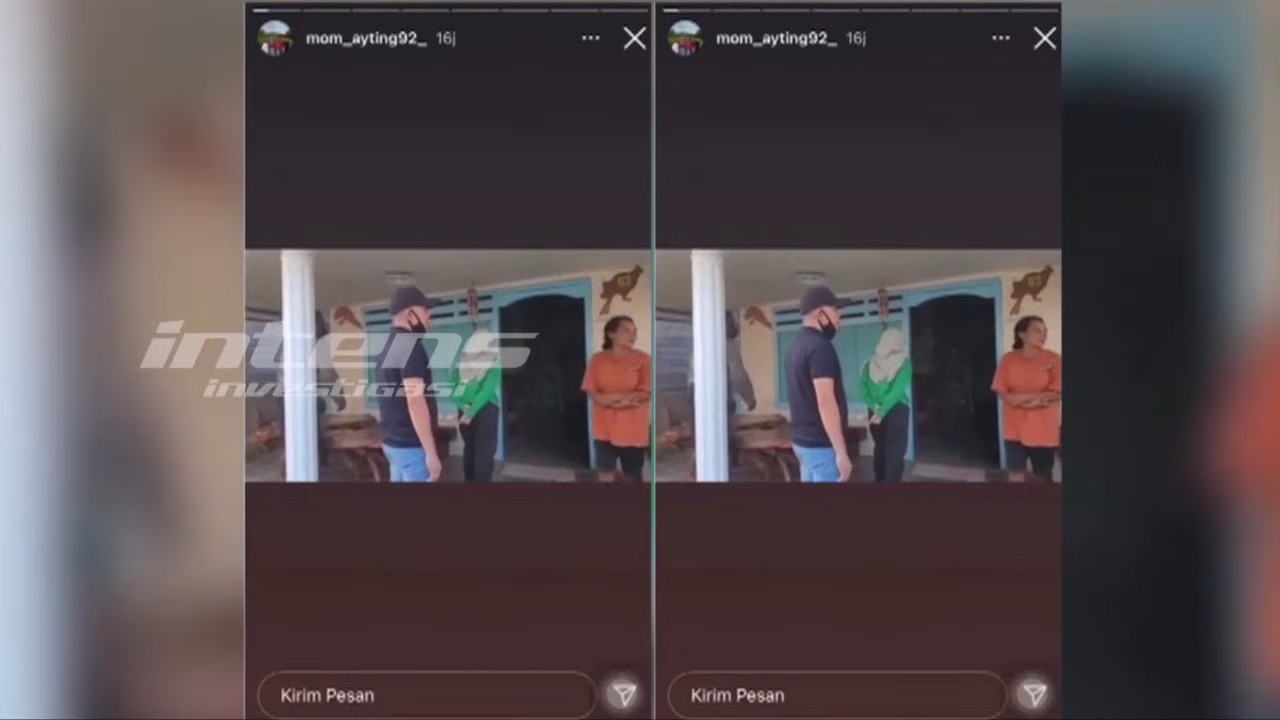 mom_ayting92_ 16j
mom_ayting92_ 16j
intens
investigasi
Kirim Pesan
Kirim Pesan